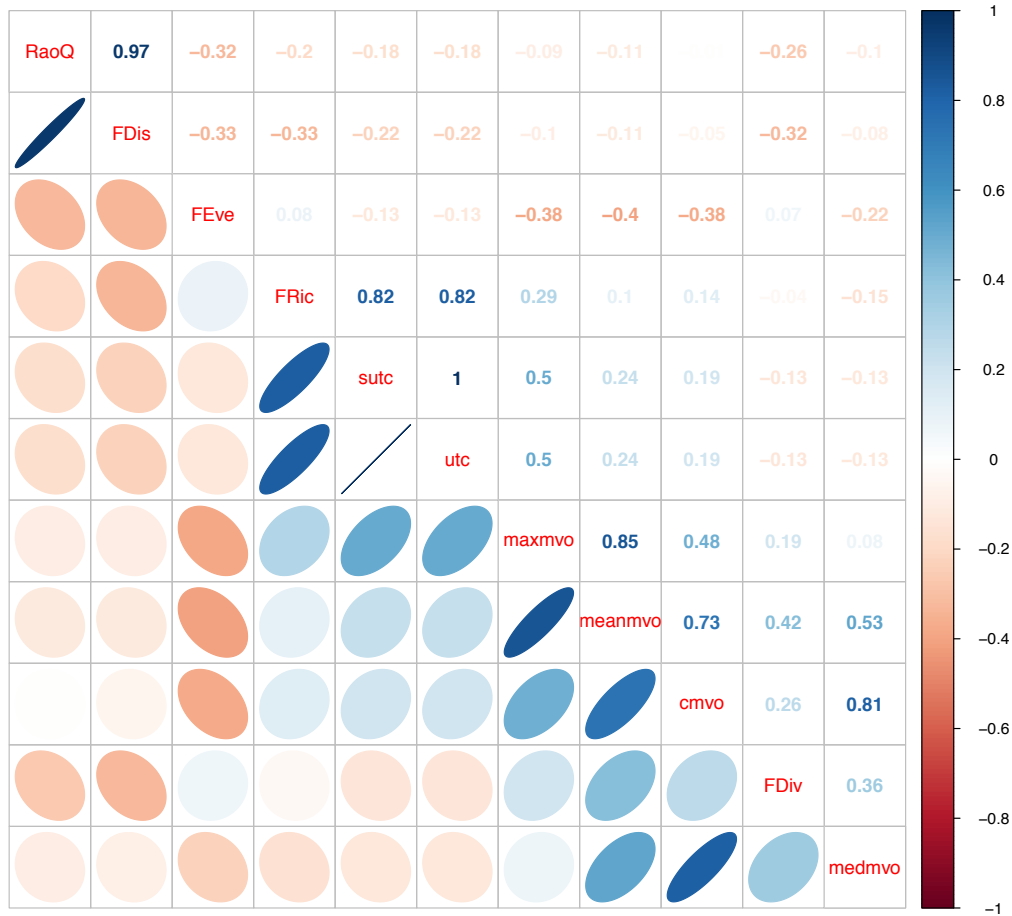 RaoQ 0.97 −0.32 −0.2 −0.18 −0.18 −0.09 −0.11 −0.26 −0.1
FDis −0.33 −0.33 −0.22 −0.22 −0.1 −0.11 −0.05 −0.32 −0.08
FEve 0.08 −0.13 −0.13 −0.38 −0.4 −0.38 0.07 −0.22
FRic 0.82 0.82 0.29 0.1 0.14 −0.04 −0.15
sutc 1 0.5 0.24 0.19 −0.13 −0.13
utc 0.5 0.24 0.19 −0.13 −0.13
maxmvo 0.85 0.48 0.19 0.08
meanmvo 0.73 0.42 0.53
cmvo 0.26 0.81
FDiv 0.36
medmvo
1
0.8
0.6
0.4
0.2
0
−0.2
−0.4
−0.6
−0.8
−1